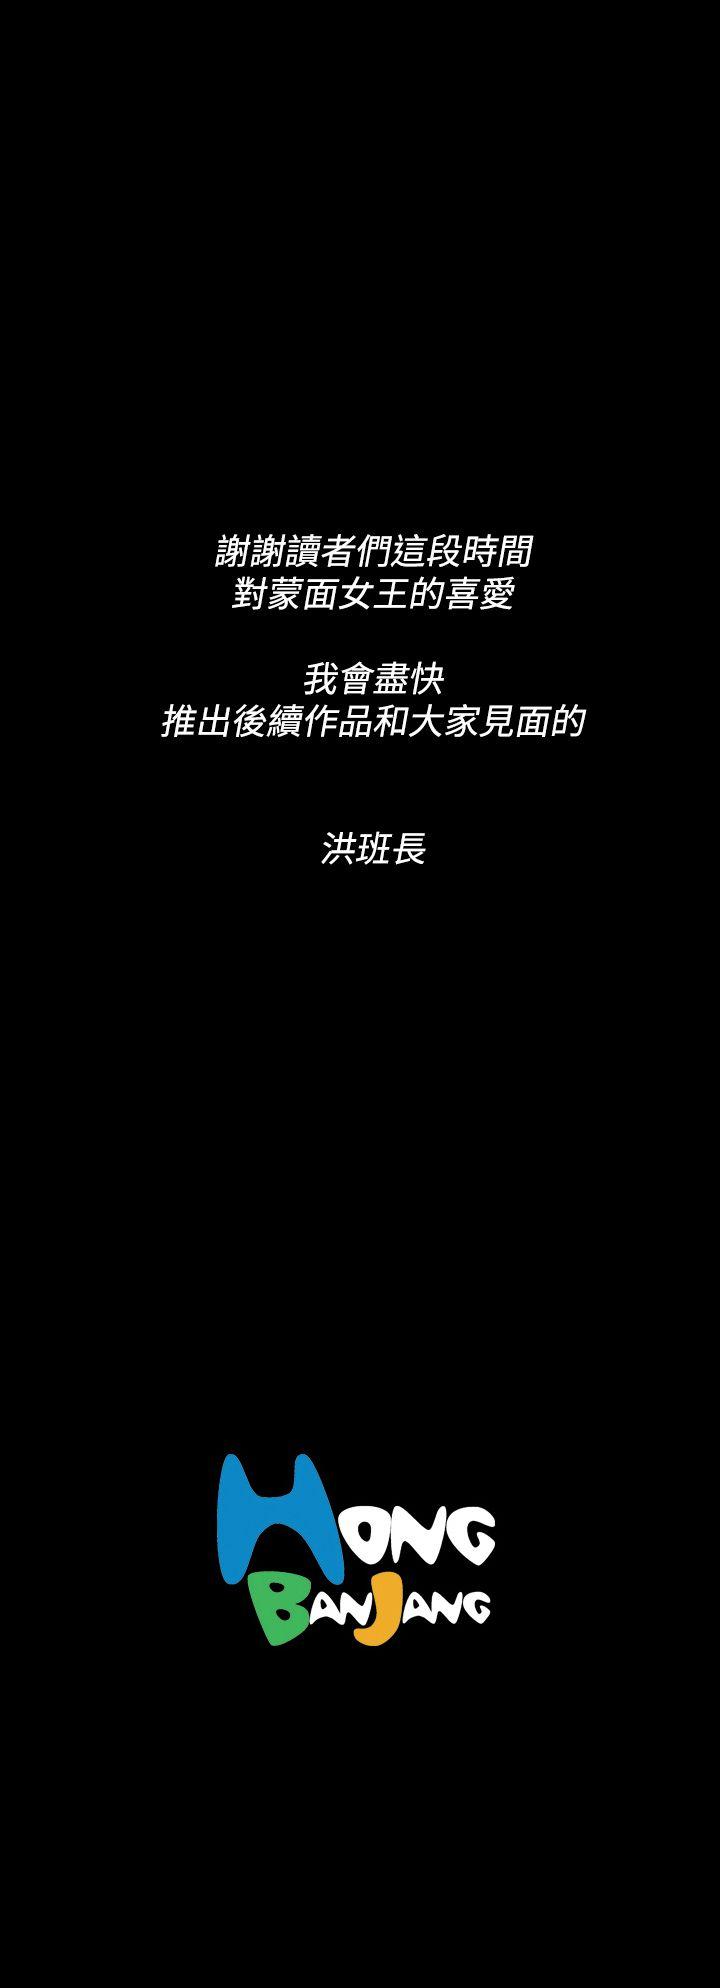 謝謝讀者們這段時間
對蒙面女王的喜愛
我會盡快
推出後續作品和大家見面的
洪班長
HONG
BANJANG